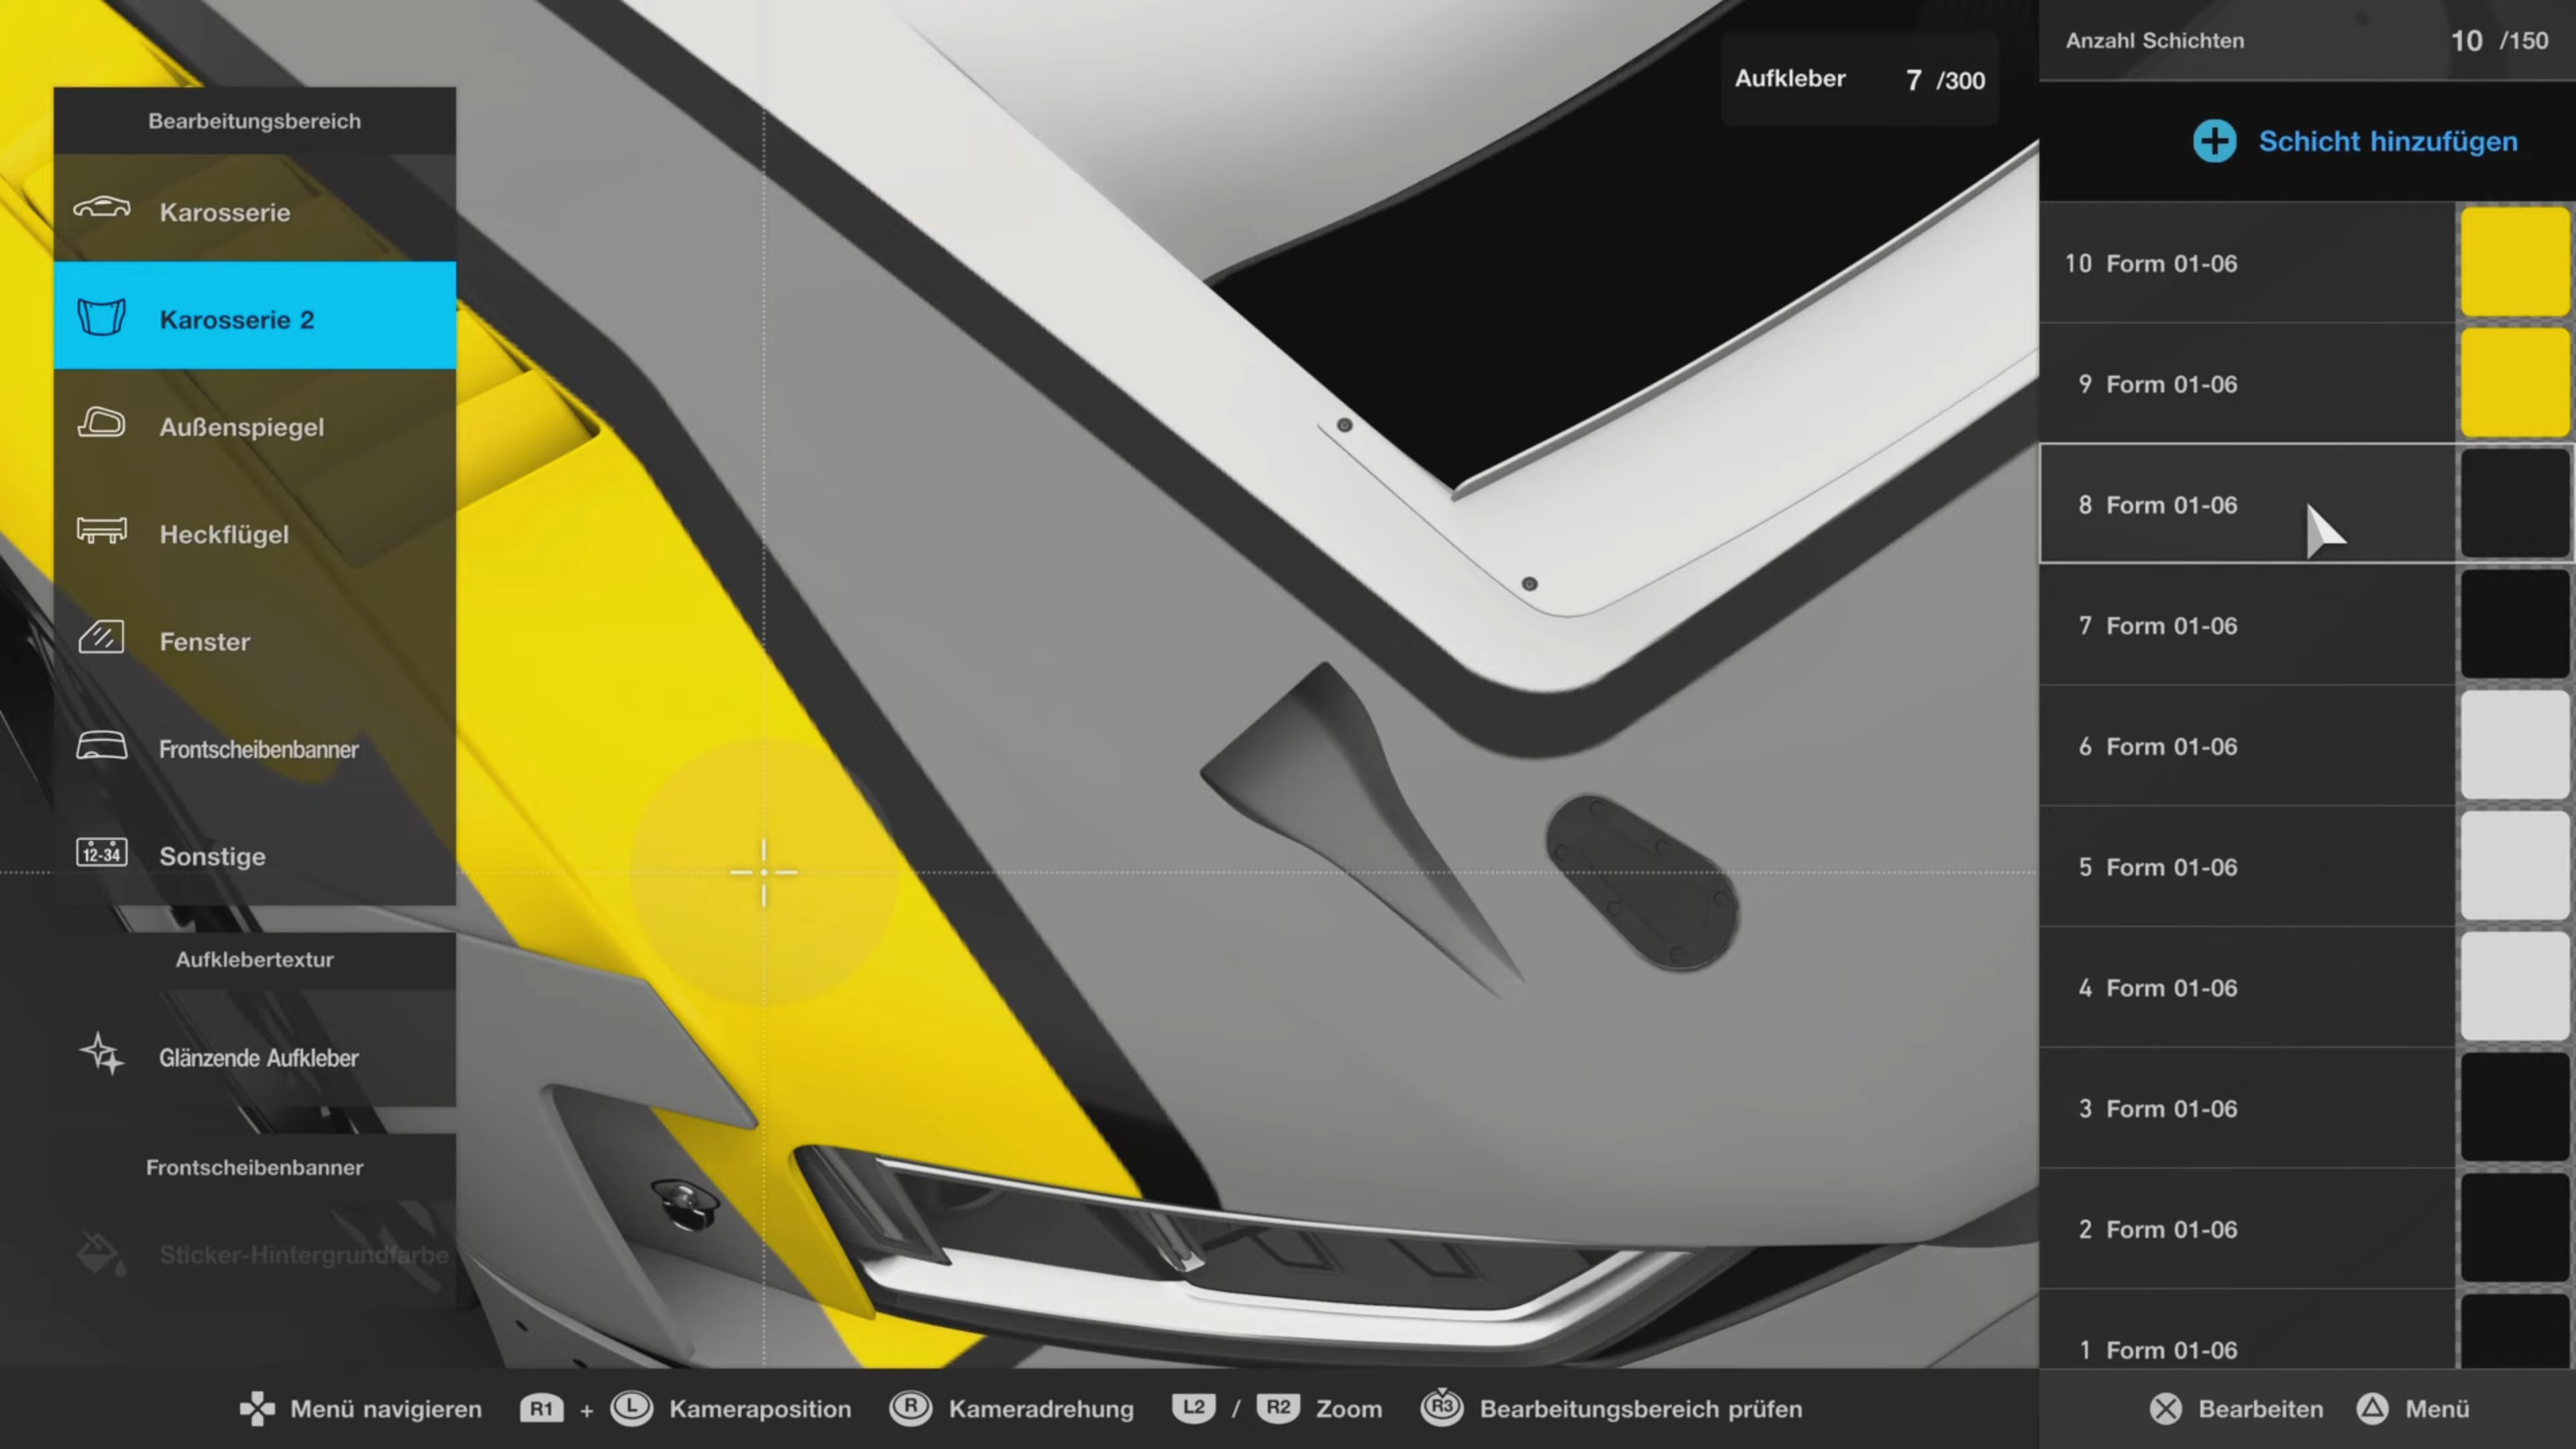 Bearbeitungsbereich
Karosserie
Karosserie 2
Außenspiegel
Heckflügel
Fenster
Frontscheibenbanner
12-34 Sonstige
Aufklebertextur
Glänzende Aufkleber
Frontscheibenbanner
Sticker-Hintergrundfarbe
Aufkleber 7 /300
Anzahl Schichten 10 /150
Schicht hinzufügen
10 Form 01-06
9 Form 01-06
8 Form 01-06
7 Form 01-06
6 Form 01-06
5 Form 01-06
4 Form 01-06
3 Form 01-06
2 Form 01-06
1 Form 01-06
Menü navigieren R1 + L Kameraposition R Kameradrehung L2 / R2 Zoom R3 Bearbeitungsbereich prüfen Bearbeiten Menü